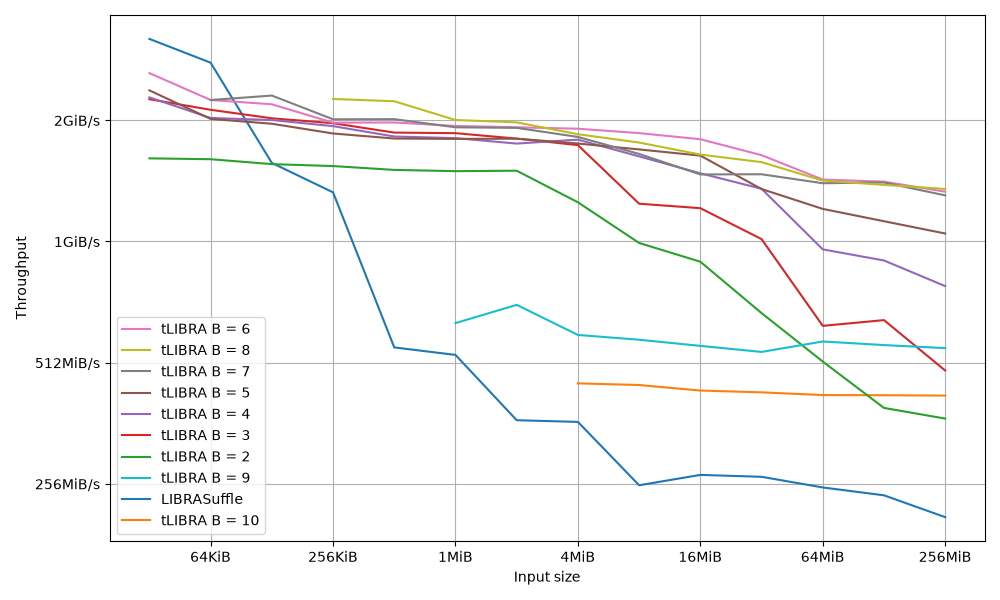 Throughput
2GiB/s
1GiB/s
512MiB/s
256MiB/s
tLIBRA B = 6
tLIBRA B = 8
tLIBRA B = 7
tLIBRA B = 5
tLIBRA B = 4
tLIBRA B = 3
tLIBRA B = 2
tLIBRA B = 9
LIBRASuffle
tLIBRA B = 10
64KiB
256KiB
1MiB
4MiB
16MiB
64MiB
256MiB
Input size